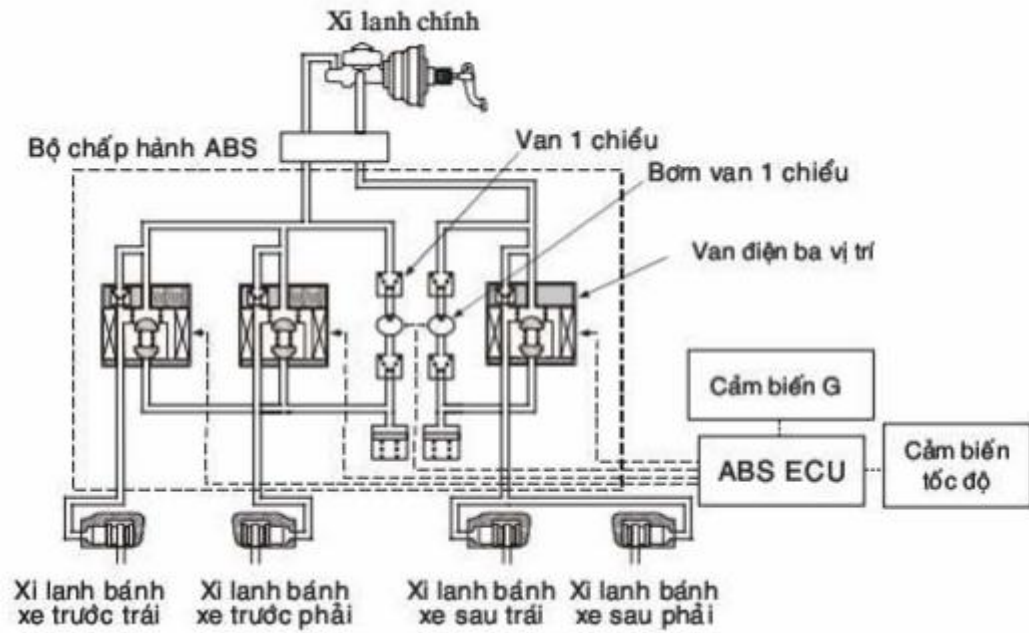 Xi lanh chính
Bộ chấp hành ABS
Van 1 chiều
Bơm van 1 chiều
Van điện ba vị trí
Cảm biến G
ABS ECU
Cảm biến
tốc độ
Xi lanh bánh
xe trước trái
Xi lanh bánh
xe trước phải
Xi lanh bánh
xe sau trái
Xi lanh bánh
xe sau phải